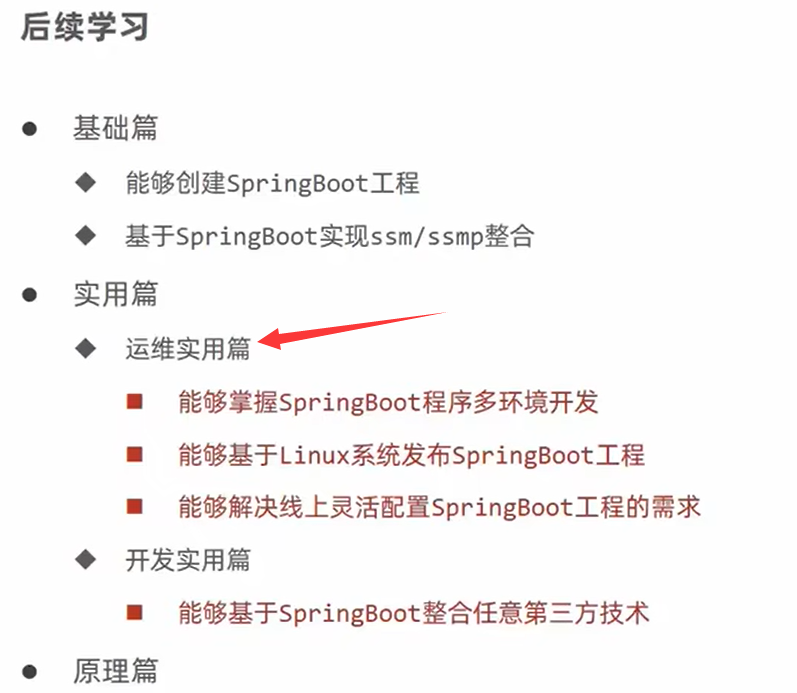 后续学习
基础篇
能够创建SpringBoot工程
基于SpringBoot实现ssm/ssmp整合
实用篇
运维实用篇
能够掌握SpringBoot程序多环境开发
能够基于Linux系统发布SpringBoot工程
能够解决线上灵活配置SpringBoot工程的需求
开发实用篇
能够基于SpringBoot整合任意第三方技术
原理篇